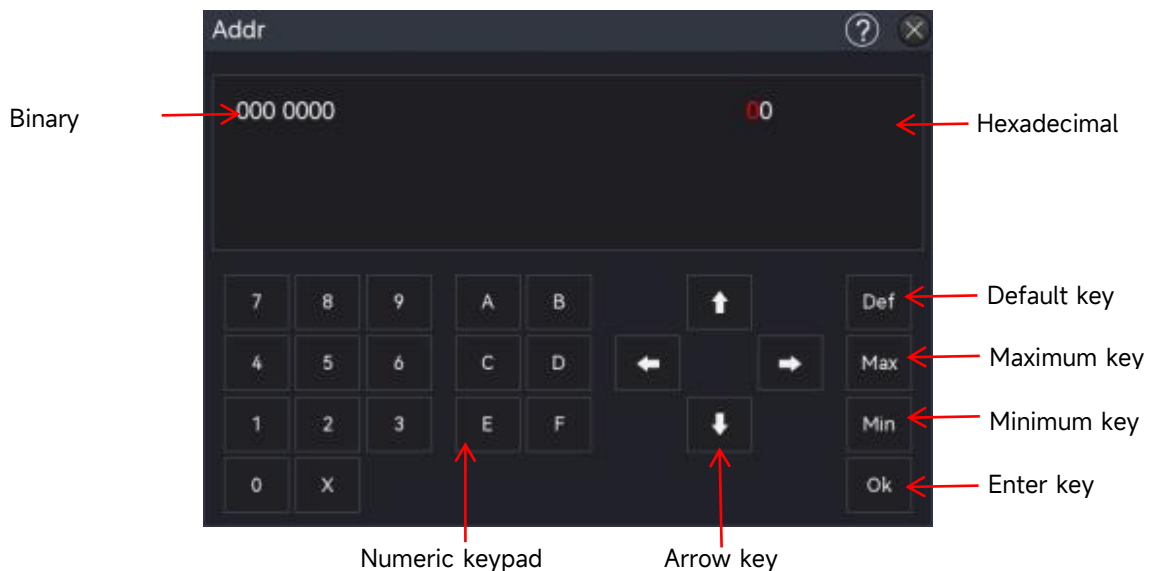 Addr ?
Binary 000 0000 00 Hexadecimal
7 8 9 A B Def Default key
4 5 6 C D Max Maximum key
1 2 3 E F Min Minimum key
0 X Ok Enter key
Numeric keypad Arrow key